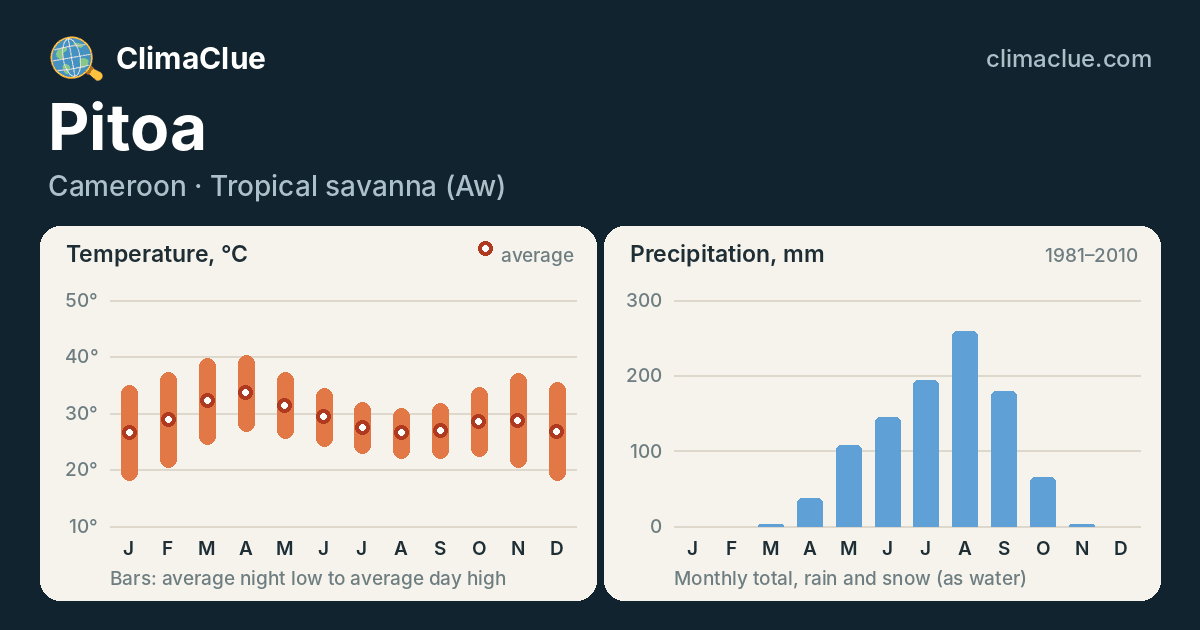 ClimaClue
climaclue.com
Pitoa
Cameroon · Tropical savanna (Aw)
Temperature, °C
average
50°
40°
30°
20°
10°
J F M A M J J A S O N D
Bars: average night low to average day high
Precipitation, mm
1981–2010
300
200
100
0
J F M A M J J A S O N D
Monthly total, rain and snow (as water)